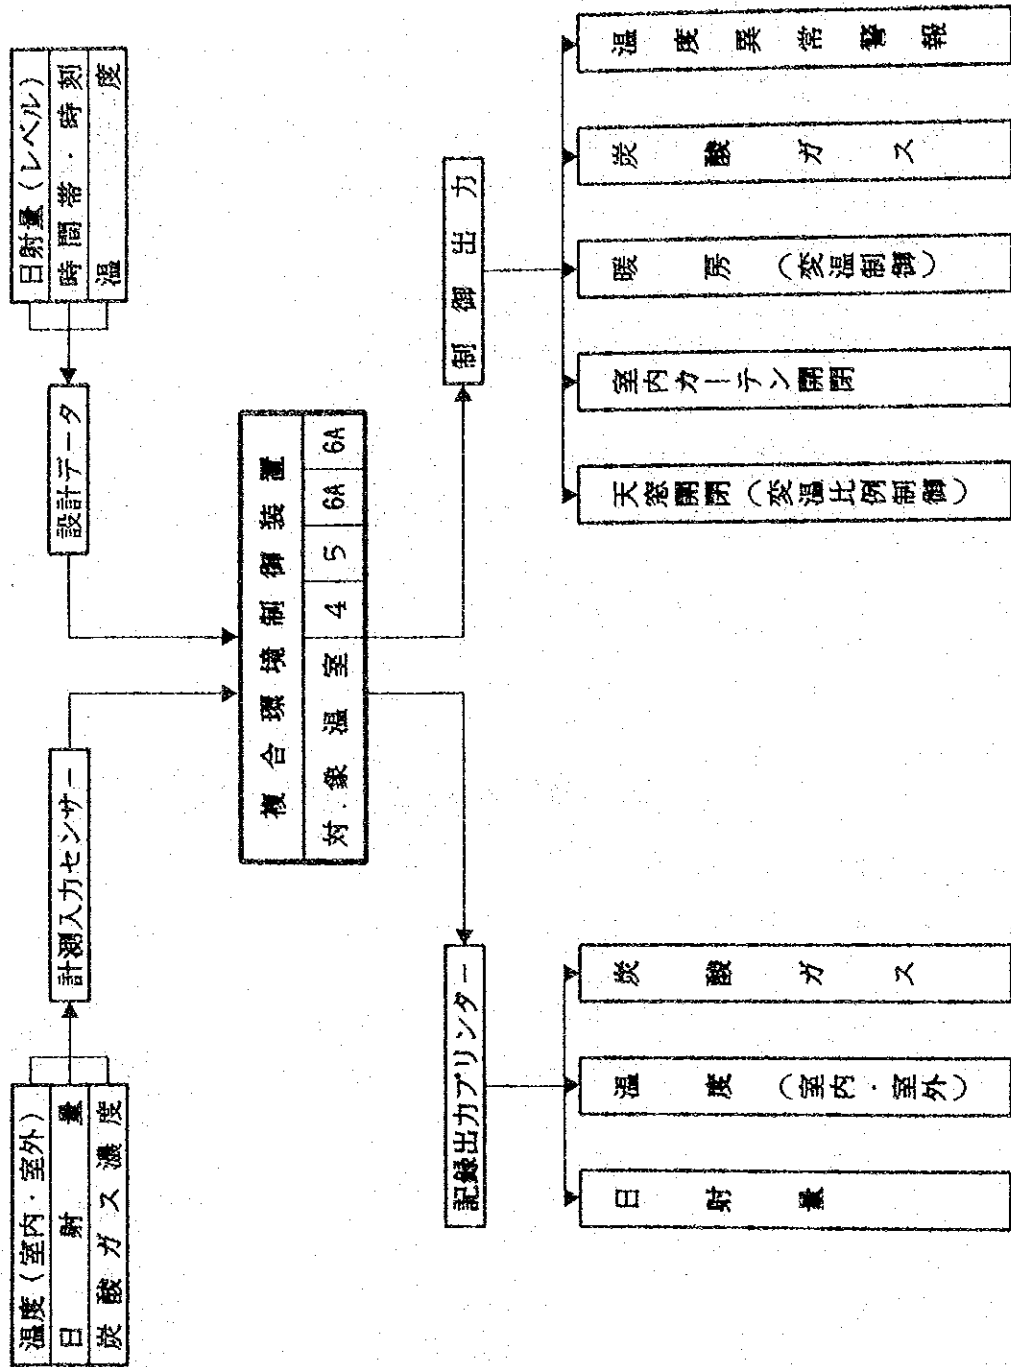 温度（室内・室外）
日射量
炭酸ガス濃度
計測入力センサー
日射量（レベル）
時間帯・時刻
温度
設計データ
複合環境制御装置
対象温室 4 5 6A 6A
記録出力プリンター
制御出力
日射量
温度（室内・室外）
炭酸ガス
天窓開閉（変温比例制御）
室内カーテン開閉
暖房（変温制御）
炭酸ガス
温度異常警報